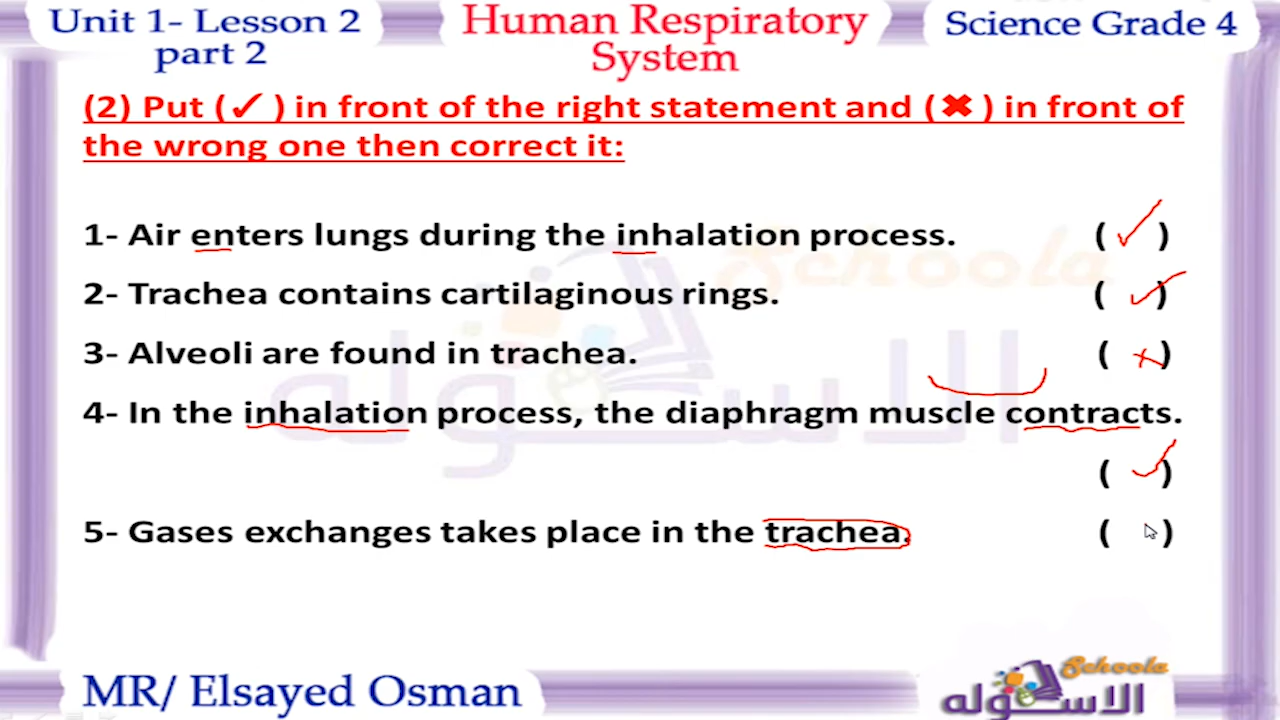 Unit 1- Lesson 2
part 2
Human Respiratory
System
Science Grade 4
(2) Put (✓ ) in front of the right statement and (✖ ) in front of
the wrong one then correct it:
1- Air enters lungs during the inhalation process. ( ✓ )
2- Trachea contains cartilaginous rings. ( ✓ )
3- Alveoli are found in trachea. ( × )
4- In the inhalation process, the diaphragm muscle contracts.
( ✓ )
5- Gases exchanges takes place in the trachea. ( )
MR/ Elsayed Osman
Schoola
الاسكوله